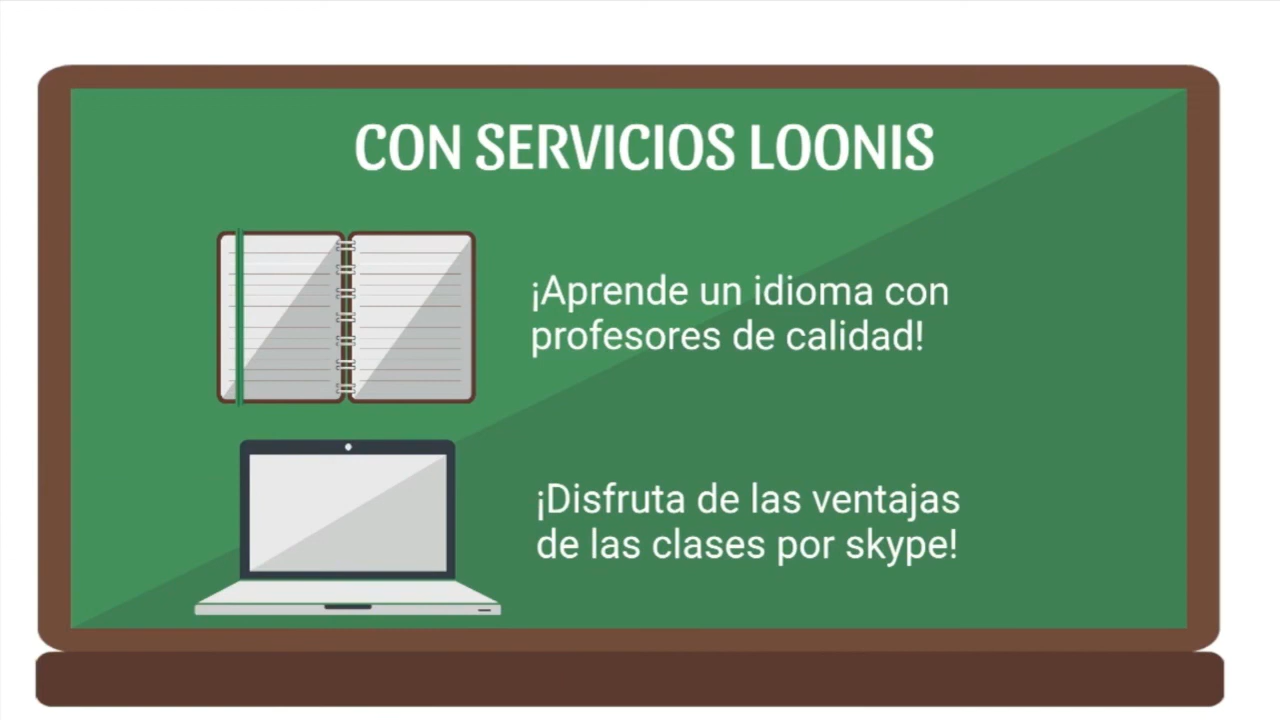 CON SERVICIOS LOONIS
¡Aprende un idioma con
profesores de calidad!
¡Disfruta de las ventajas
de las clases por skype!